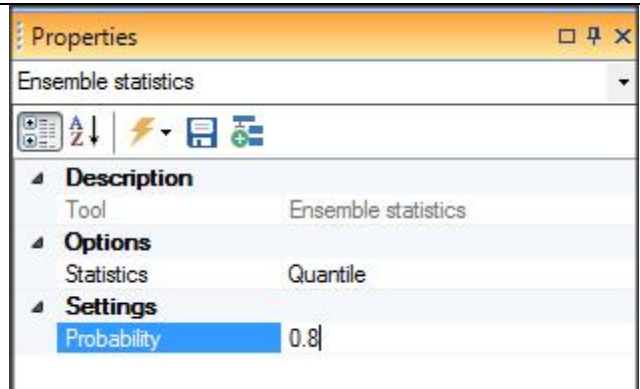 Properties
Ensemble statistics
Description
Tool Ensemble statistics
Options
Statistics Quantile
Settings
Probability 0.8